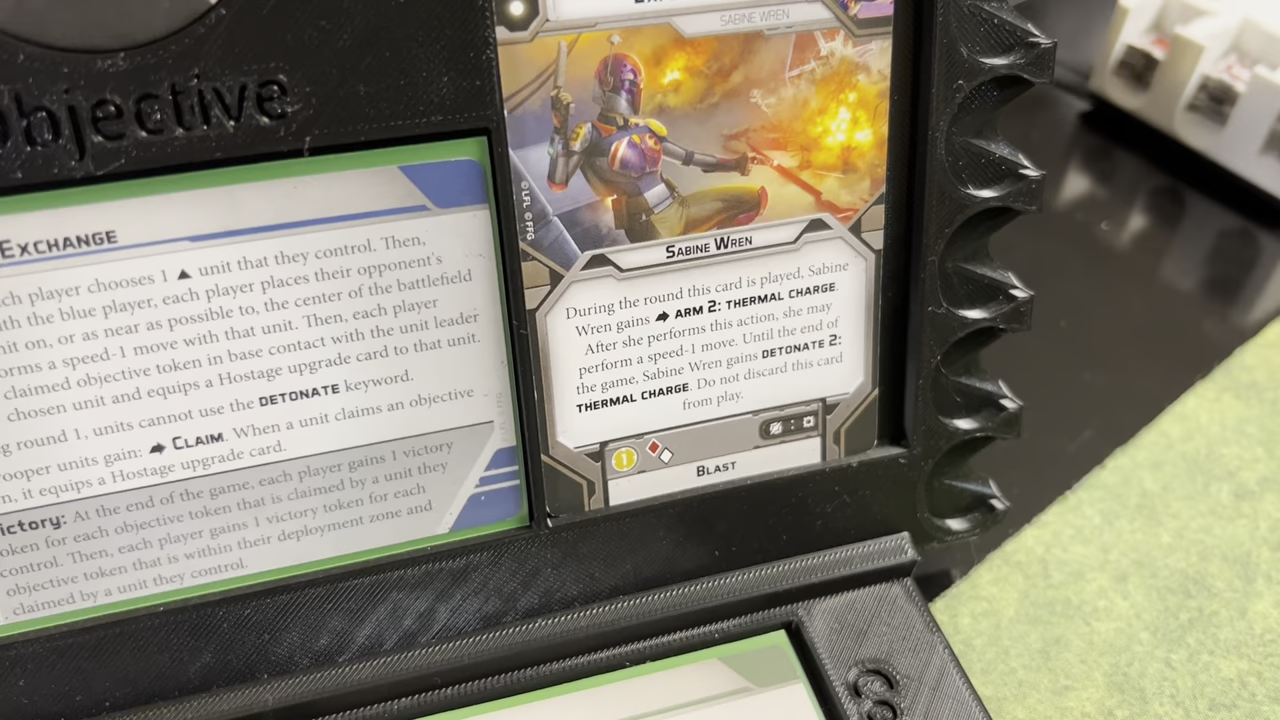 SABINE WREN
Objective
© LFL © FFG
EXCHANGE
each player chooses 1 ▲ unit that they control. Then,
with the blue player, each player places their opponent's
unit on, or as near as possible to, the center of the battlefield
a speed-1 move with that unit. Then, each player
claimed objective token in base contact with the unit leader
chosen unit and equips a Hostage upgrade card to that unit.
round 1, units cannot use the DETONATE keyword.
units gain: CLAIM. When a unit claims an objective
it equips a Hostage upgrade card.
Victory: At the end of the game, each player gains 1 victory
token for each objective token that is claimed by a unit they
control. Then, each player gains 1 victory token for each
objective token that is within their deployment zone and
claimed by a unit they control.
SABINE WREN
During the round this card is played, Sabine
Wren gains ARM 2: THERMAL CHARGE.
After she performs this action, she may
perform a speed-1 move. Until the end of
the game, Sabine Wren gains DETONATE 2:
THERMAL CHARGE. Do not discard this card
from play.
1
BLAST
Co